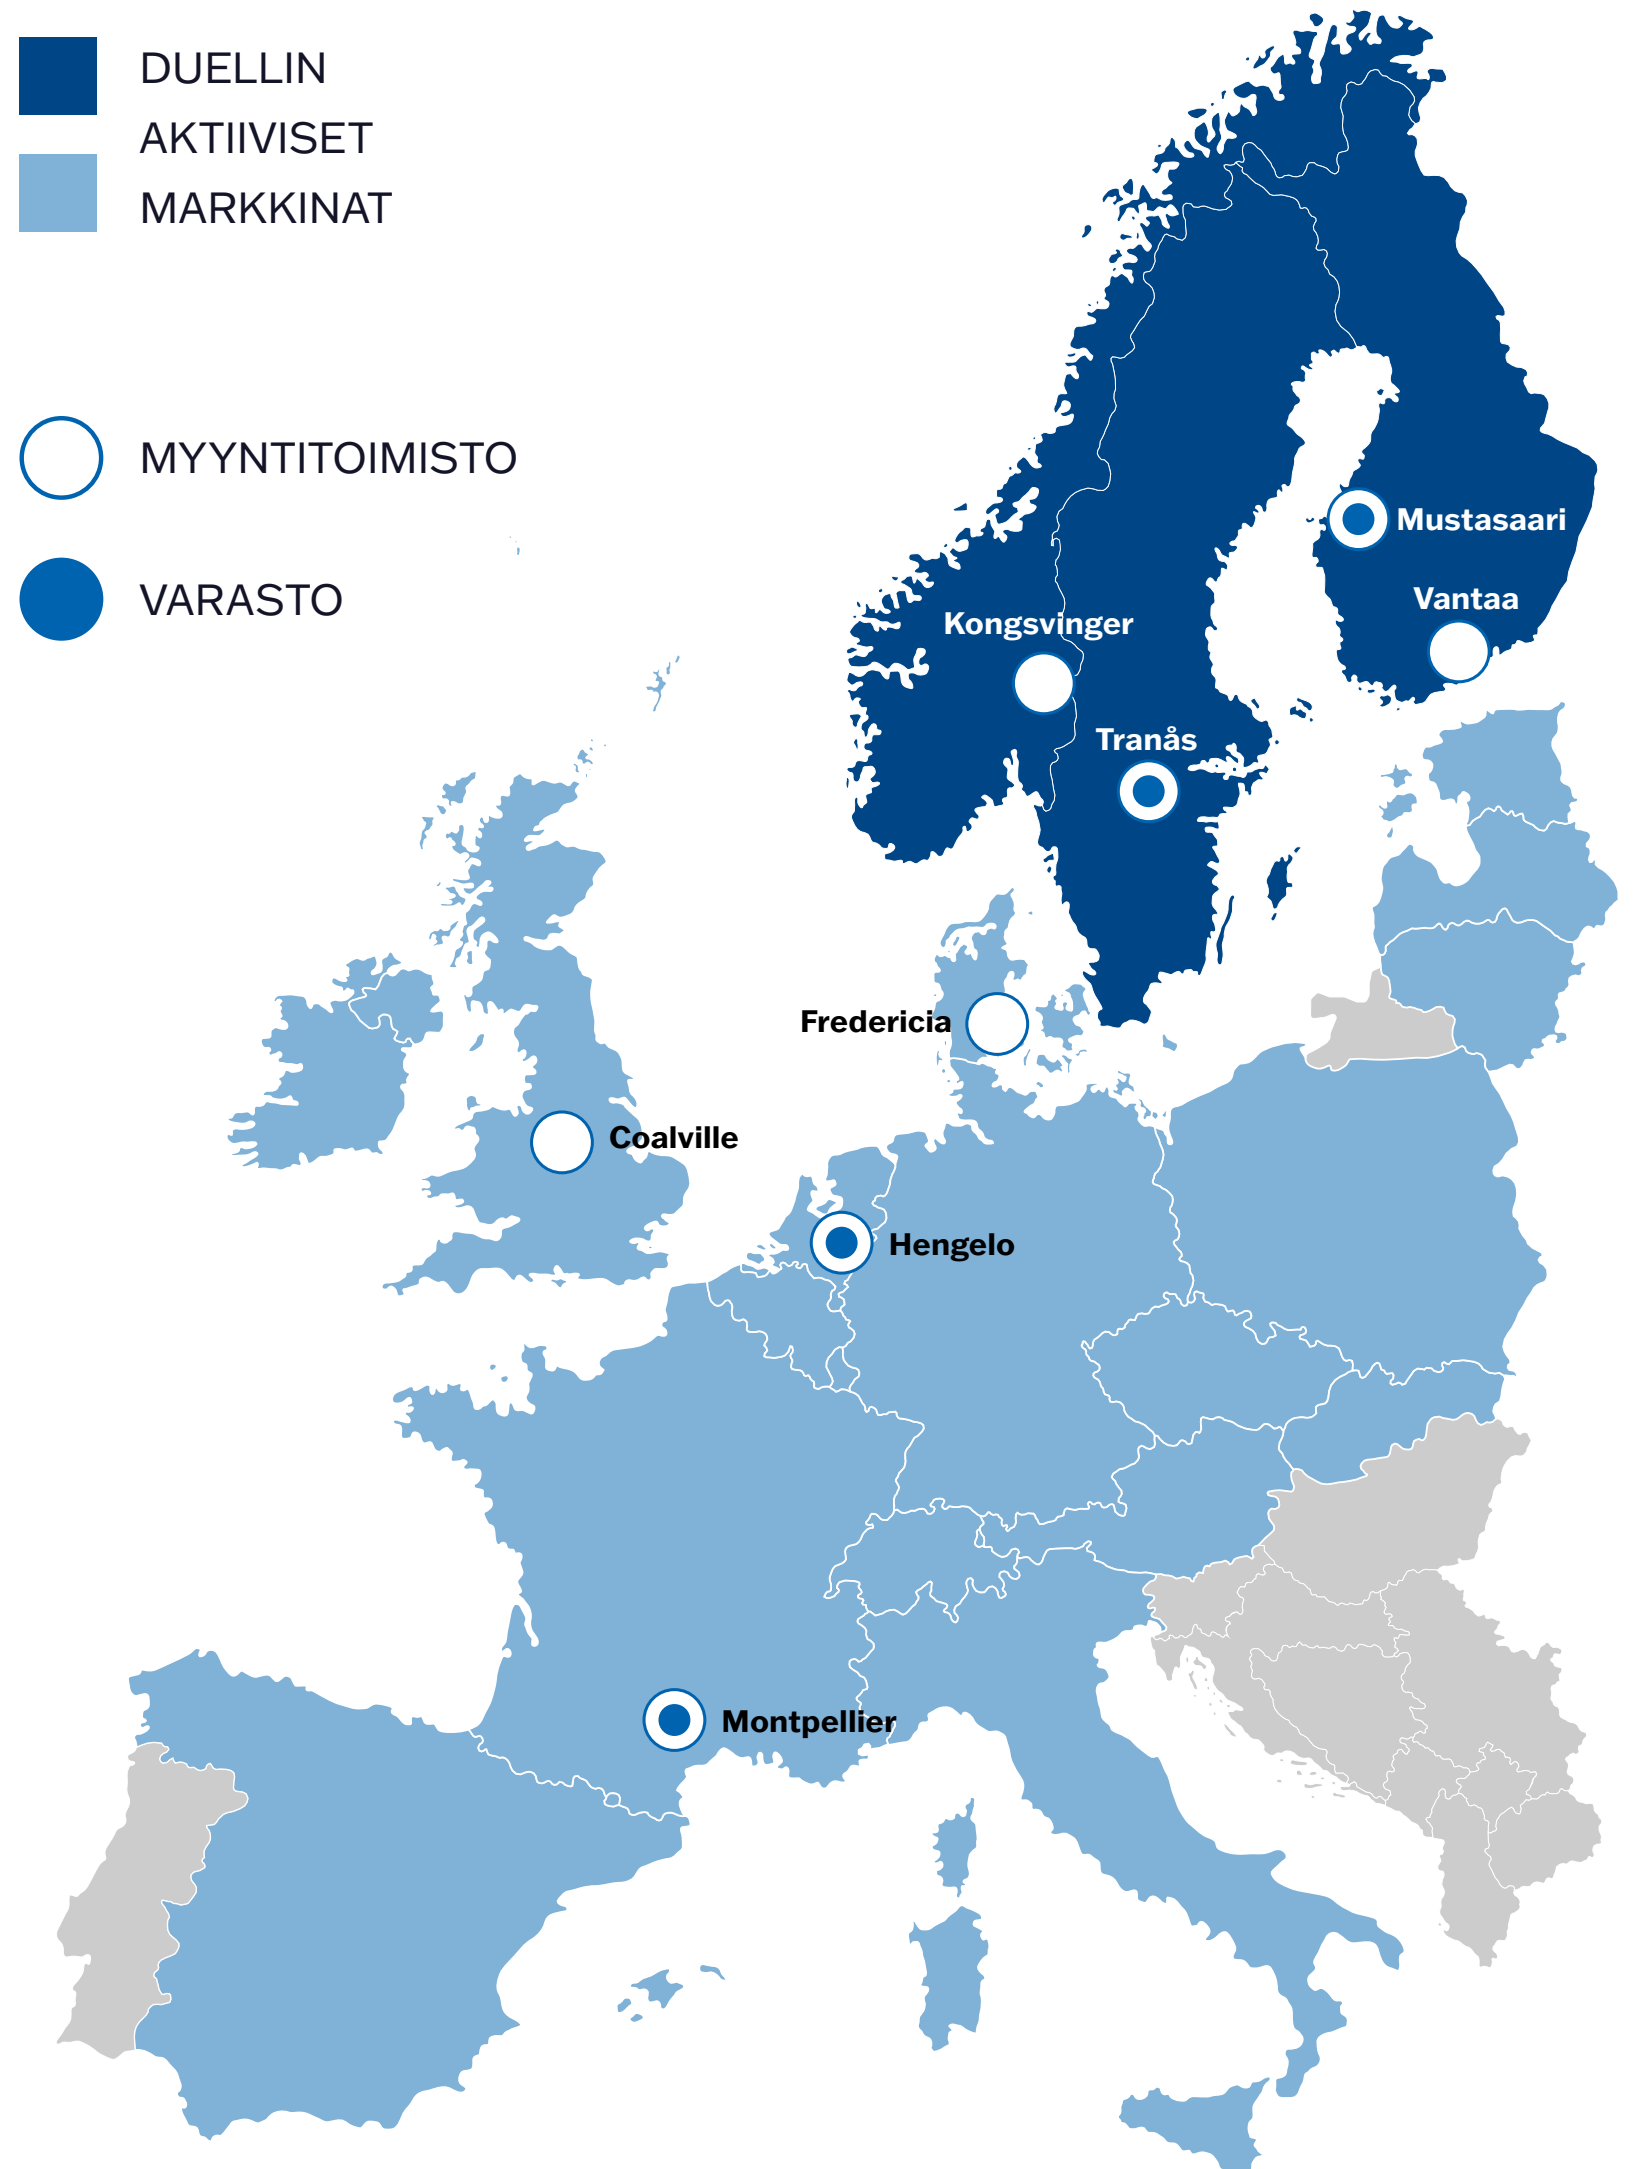 DUELLIN
AKTIIVISET
MARKKINAT
MYYNTITOIMISTO
VARASTO
Mustasaari
Vantaa
Kongsvinger
Tranås
Fredericia
Coalville
Hengelo
Montpellier